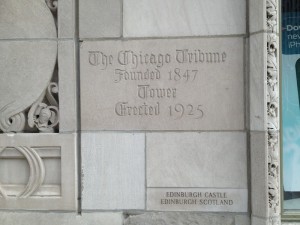 The Chicago Tribune
Founded 1847
Tower
Erected 1925
EDINBURGH CASTLE
EDINBURGH SCOTLAND